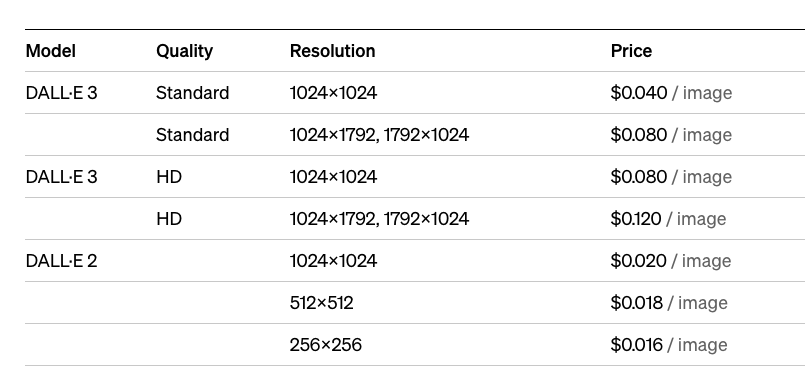 Model Quality Resolution Price
DALL·E 3 Standard 1024×1024 $0.040 / image
Standard 1024×1792, 1792×1024 $0.080 / image
DALL·E 3 HD 1024×1024 $0.080 / image
HD 1024×1792, 1792×1024 $0.120 / image
DALL·E 2 1024×1024 $0.020 / image
512×512 $0.018 / image
256×256 $0.016 / image